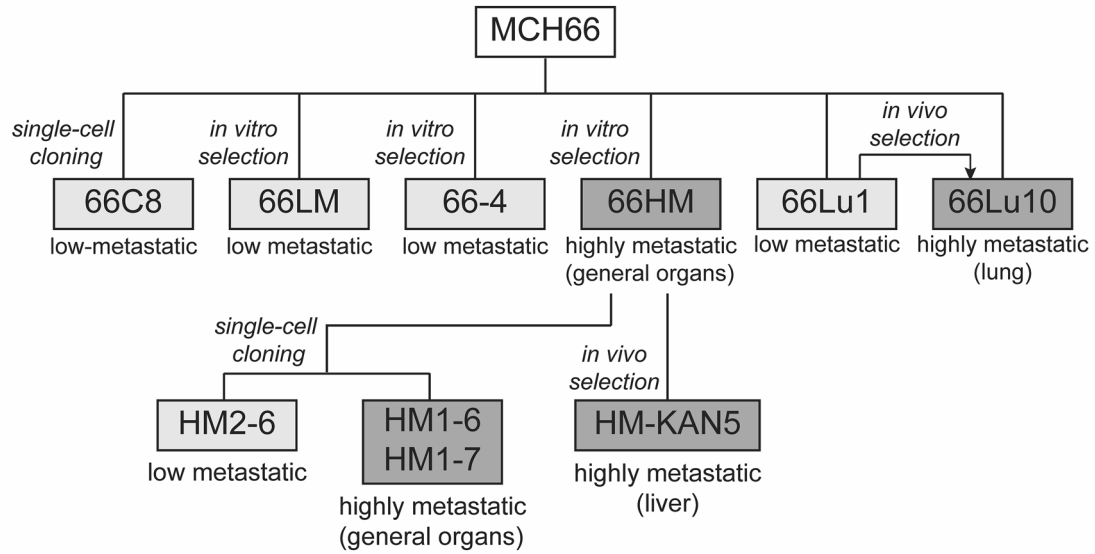 MCH66
single-cell
cloning
in vitro
selection
in vitro
selection
in vitro
selection
in vivo
selection
66C8
66LM
66-4
66HM
66Lu1
66Lu10
low-metastatic
low metastatic
low metastatic
highly metastatic
(general organs)
low metastatic
highly metastatic
(lung)
single-cell
cloning
in vivo
selection
HM2-6
HM1-6
HM1-7
HM-KAN5
low metastatic
highly metastatic
(general organs)
highly metastatic
(liver)